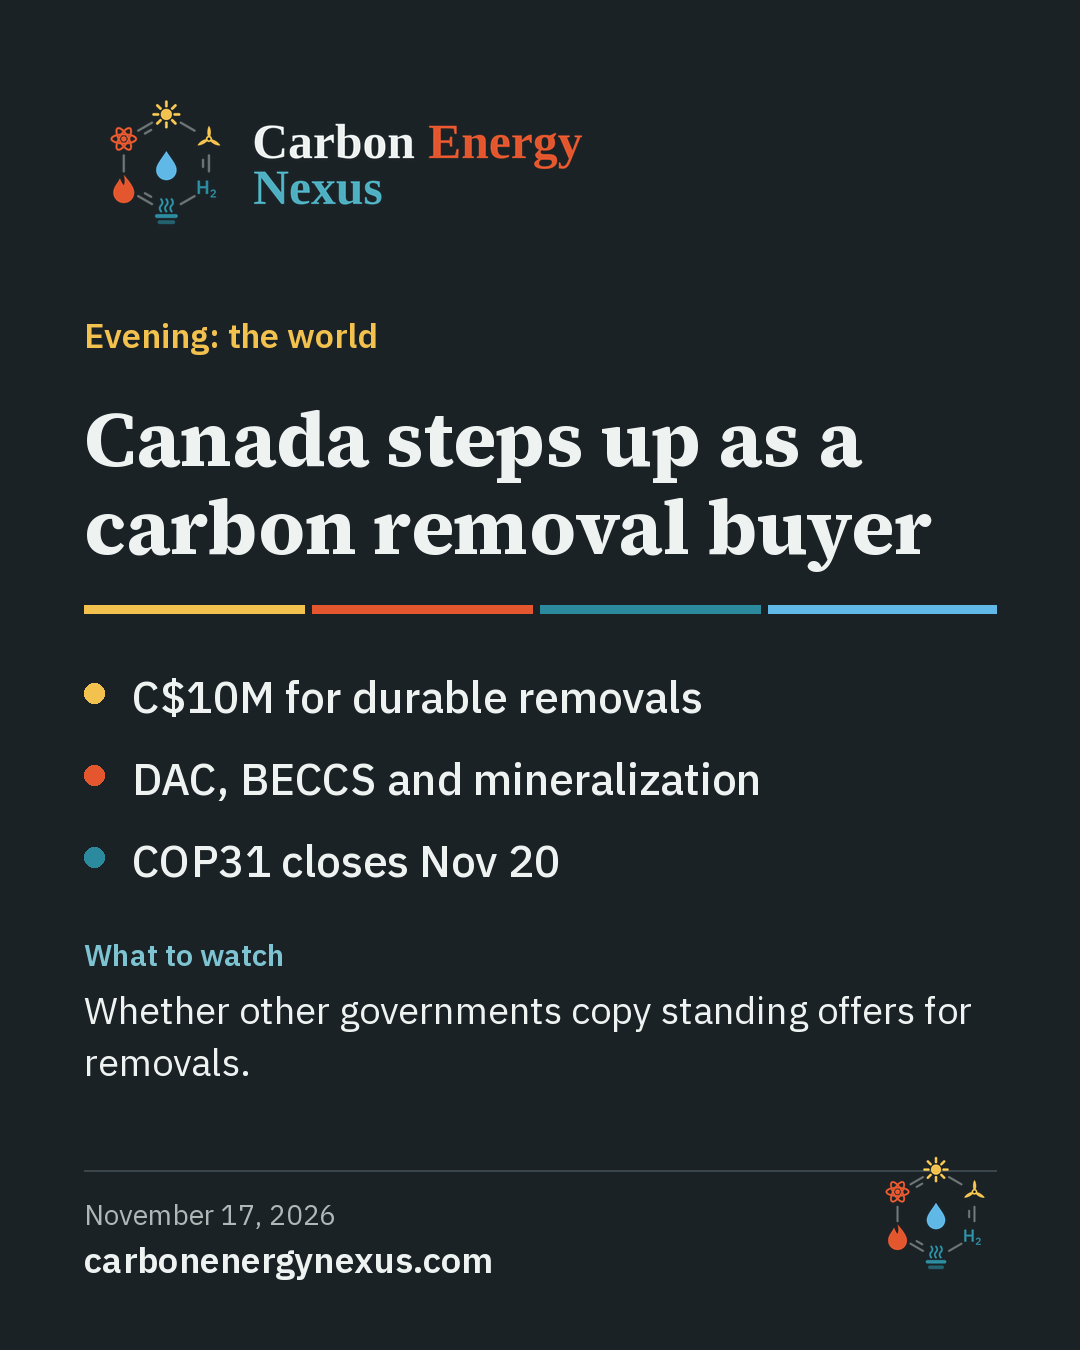 Carbon Energy
Nexus
H₂
Evening: the world
Canada steps up as a
carbon removal buyer
C$10M for durable removals
DAC, BECCS and mineralization
COP31 closes Nov 20
What to watch
Whether other governments copy standing offers for
removals.
November 17, 2026
carbonenergynexus.com
H₂